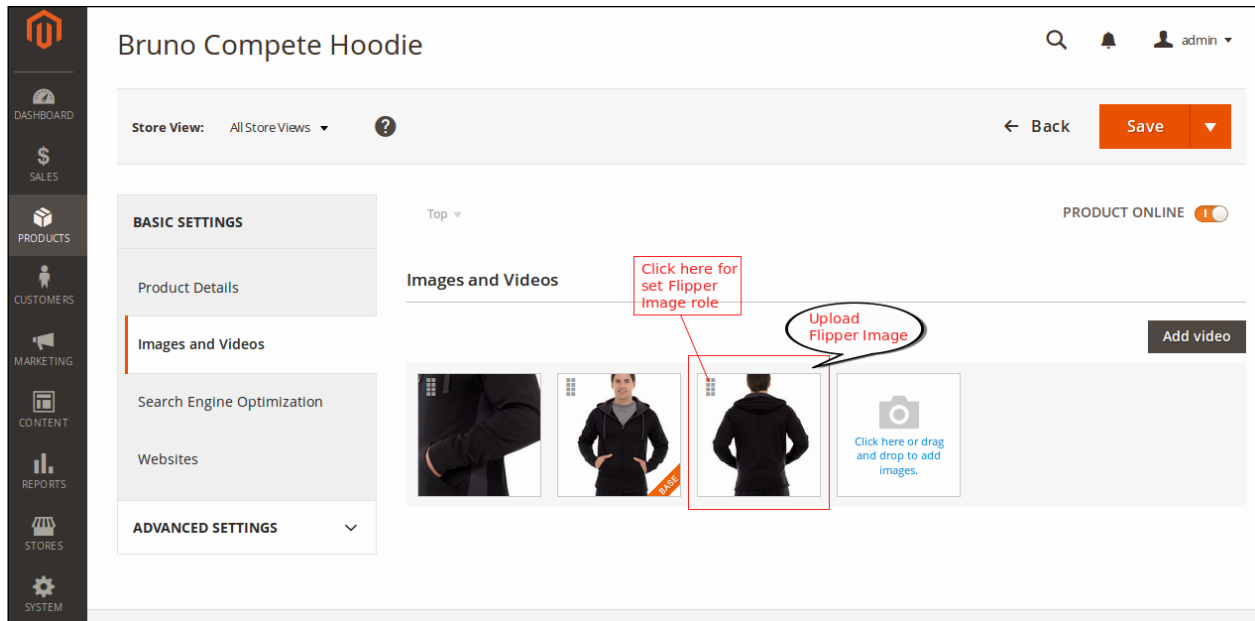 Bruno Compete Hoodie
admin
DASHBOARD
SALES
PRODUCTS
CUSTOMERS
MARKETING
CONTENT
REPORTS
STORES
SYSTEM
Store View: All Store Views
Back
Save
BASIC SETTINGS
Product Details
Images and Videos
Search Engine Optimization
Websites
ADVANCED SETTINGS
Top
PRODUCT ONLINE
Images and Videos
Click here for
set Flipper
Image role
Upload
Flipper Image
Add video
BASE
Click here or drag
and drop to add
images.